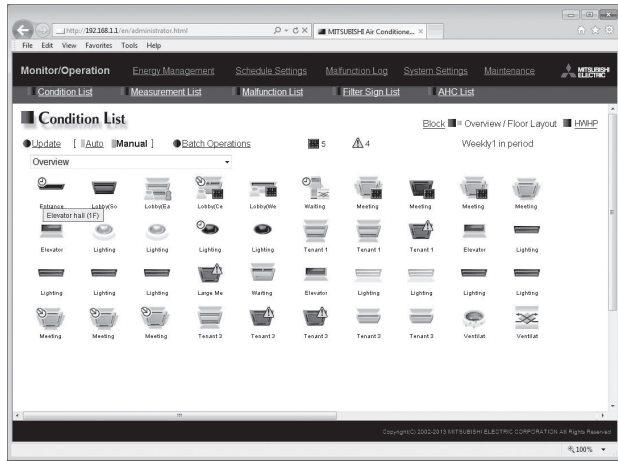 http://192.168.1.1/en/administrator.html
MITSUBISHI Air Conditione...
File Edit View Favorites Tools Help
Monitor/Operation Energy Management Schedule Settings Malfunction Log System Settings Maintenance MITSUBISHI ELECTRIC
Condition List Measurement List Malfunction List Filter Sign List AHC List
Condition List
Block Overview / Floor Layout HWHP
Update [ Auto Manual ] Batch Operations 5 4 Weekly1 in period
Overview
Entrance Lobby(So Lobby(Ea Lobby(Ce Lobby(We Waiting Meeting Meeting Meeting Meeting
Elevator hall (1F)
Elevator Lighting Lighting Lighting Lighting Tenant 1 Tenant 1 Tenant 1 Elevator Lighting
Lighting Lighting Lighting Large Me Waiting Elevator Lighting Lighting Lighting Lighting
Meeting Meeting Meeting Tenant 3 Tenant 3 Tenant 3 Tenant 3 Tenant 3 Ventilat Ventilat
Copyright(C) 2002-2013 MITSUBISHI ELECTRIC CORPORATION All Rights Reserved
100%